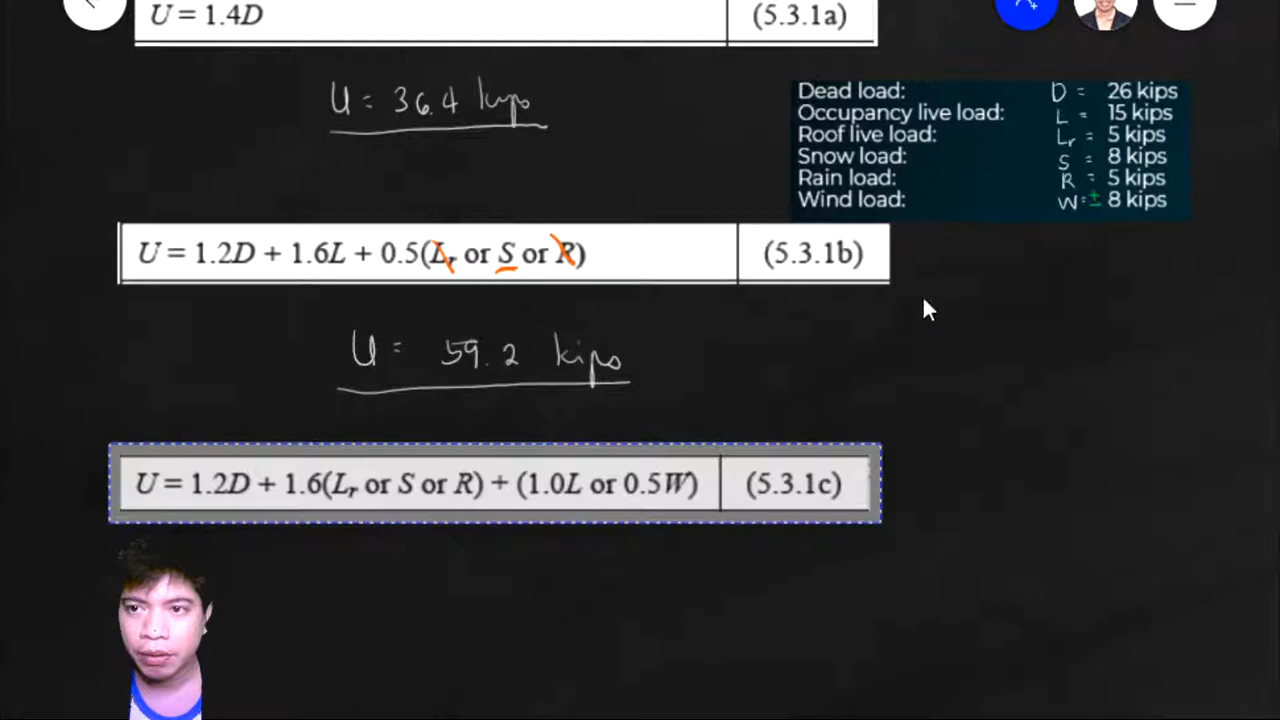 U = 1.4D (5.3.1a)
U = 36.4 kips
Dead load: D = 26 kips
Occupancy live load: L = 15 kips
Roof live load: Lr = 5 kips
Snow load: S = 8 kips
Rain load: R = 5 kips
Wind load: W = ± 8 kips
U = 1.2D + 1.6L + 0.5(Lr or S or R) (5.3.1b)
U = 59.2 kips
U = 1.2D + 1.6(Lr or S or R) + (1.0L or 0.5W) (5.3.1c)